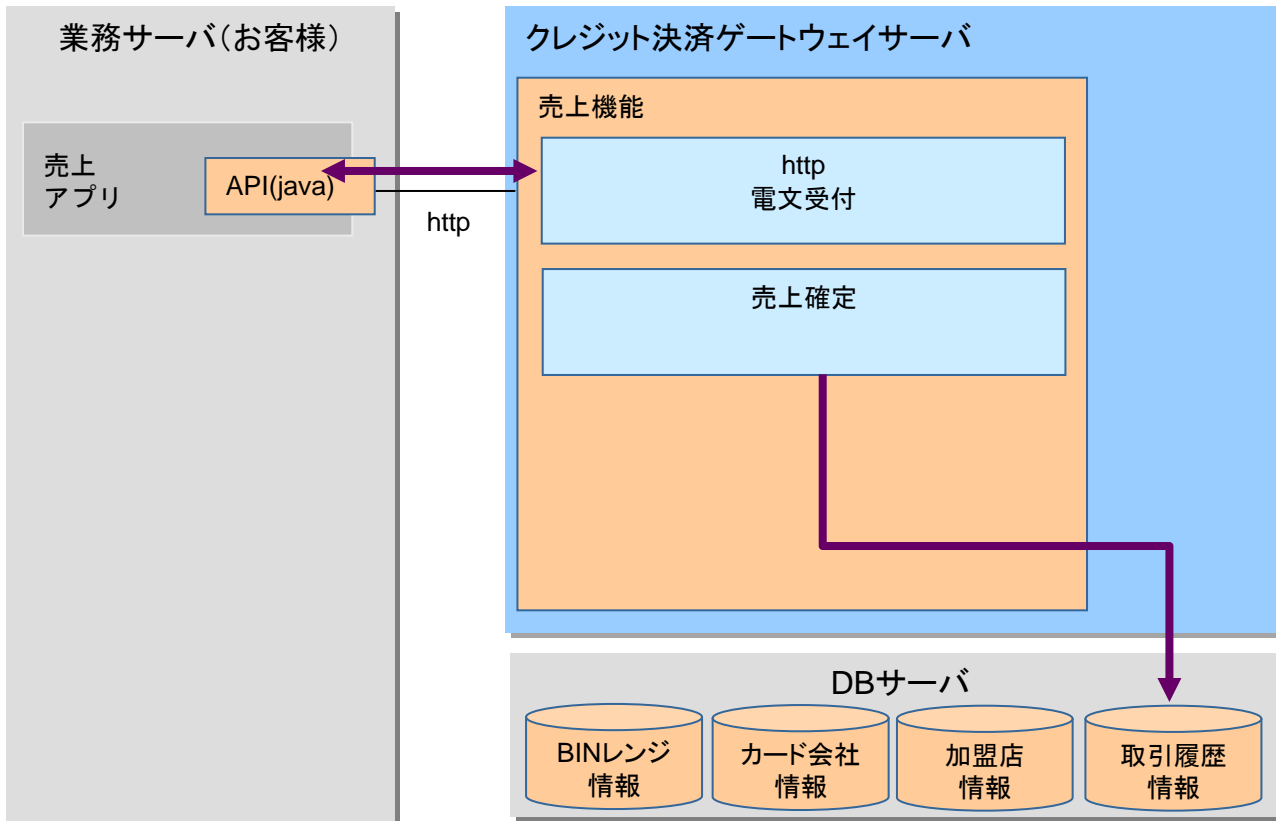 業務サーバ（お客様）
売上
アプリ
API(java)
http
クレジット決済ゲートウェイサーバ
売上機能
http
電文受付
売上確定
DBサーバ
BINレンジ
情報
カード会社
情報
加盟店
情報
取引履歴
情報